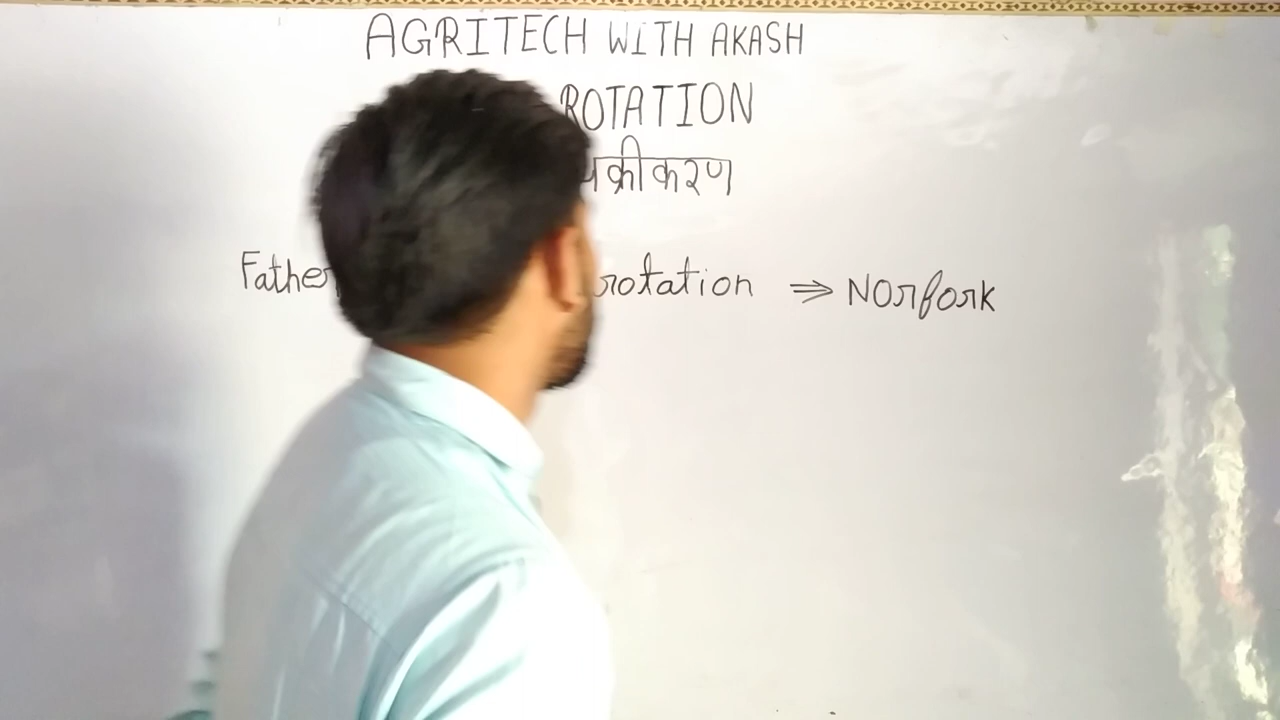 AGRITECH WITH AKASH
ROTATION
क्रीकरण
Father rotation ⇒ Norfork